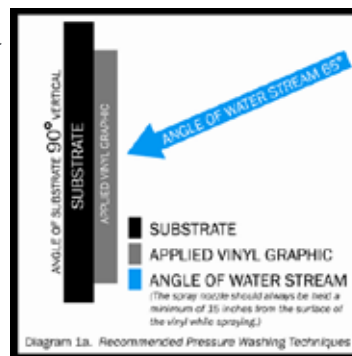 ANGLE OF SUBSTRATE 90° VERTICAL
SUBSTRATE
APPLIED VINYL GRAPHIC
ANGLE OF WATER STREAM 65°
SUBSTRATE
APPLIED VINYL GRAPHIC
ANGLE OF WATER STREAM
(The spray nozzle should always be held a
minimum of 15 inches from the surface of
the vinyl while spraying.)
Diagram 1a. Recommended Pressure Washing Techniques